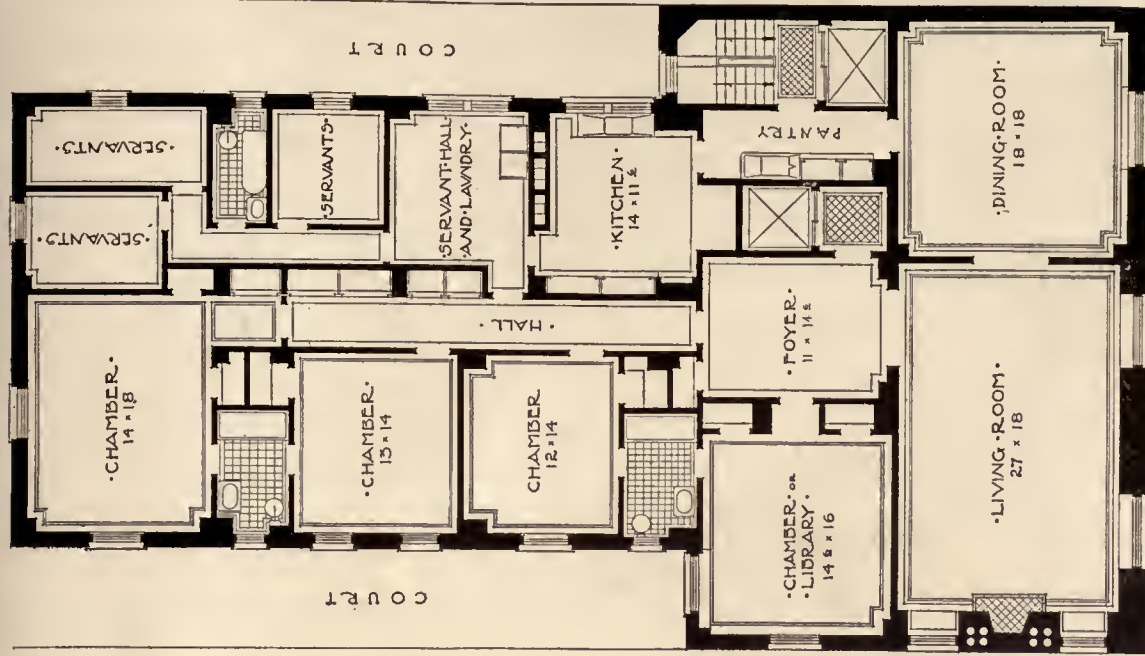 COURT
·SERVANTS·
·SERVANTS·
·SERVANTS·
·SERVANT·HALL·
·AND·LAVNDRY·
·KITCHEN·
14 × 11½
PANTRY
·DINING·ROOM·
18 × 18
·HALL·
·FOYER·
11 × 14½
·CHAMBER
14 × 18
·CHAMBER·
13 × 14
CHAMBER
12 × 14
·CHAMBER· OR
·LIBRARY·
14½ × 16
·LIVING·ROOM·
27 × 18
COURT